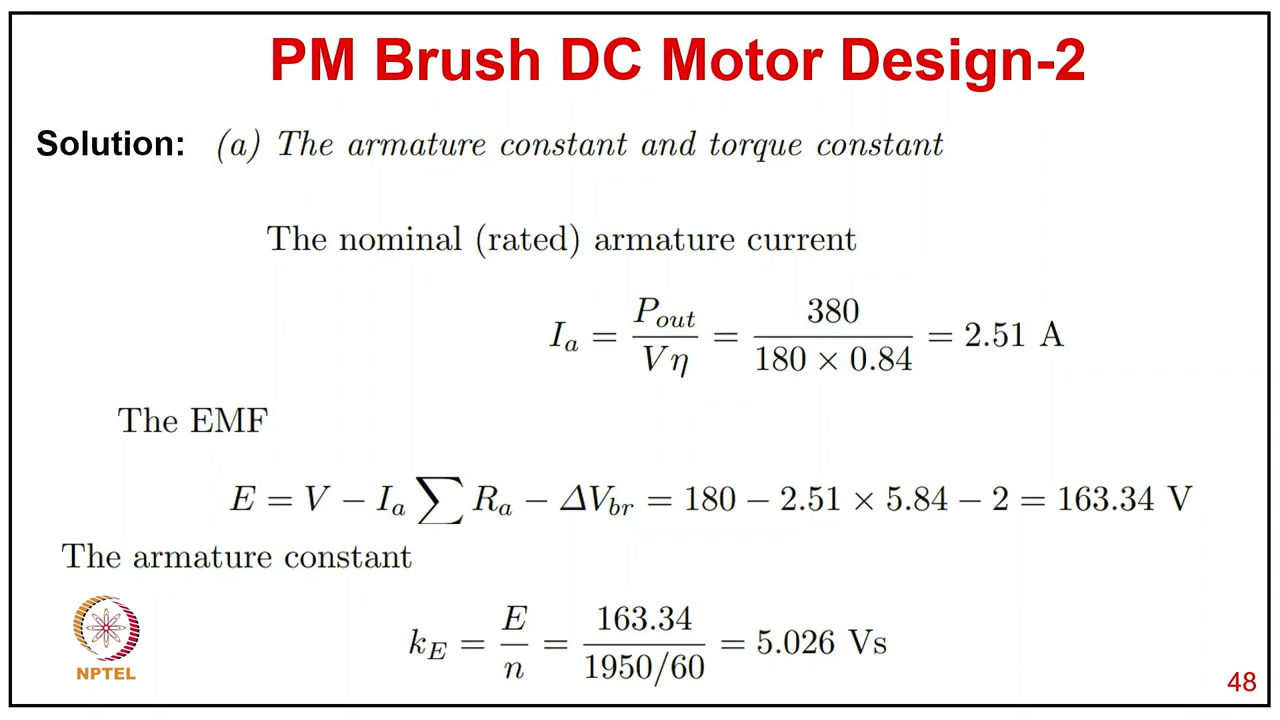 PM Brush DC Motor Design-2
Solution: (a) The armature constant and torque constant
The nominal (rated) armature current
I_a = P_out / Vη = 380 / (180 × 0.84) = 2.51 A
The EMF
E = V − I_a ∑ R_a − ΔV_br = 180 − 2.51 × 5.84 − 2 = 163.34 V
The armature constant
k_E = E / n = 163.34 / (1950/60) = 5.026 Vs
NPTEL
48